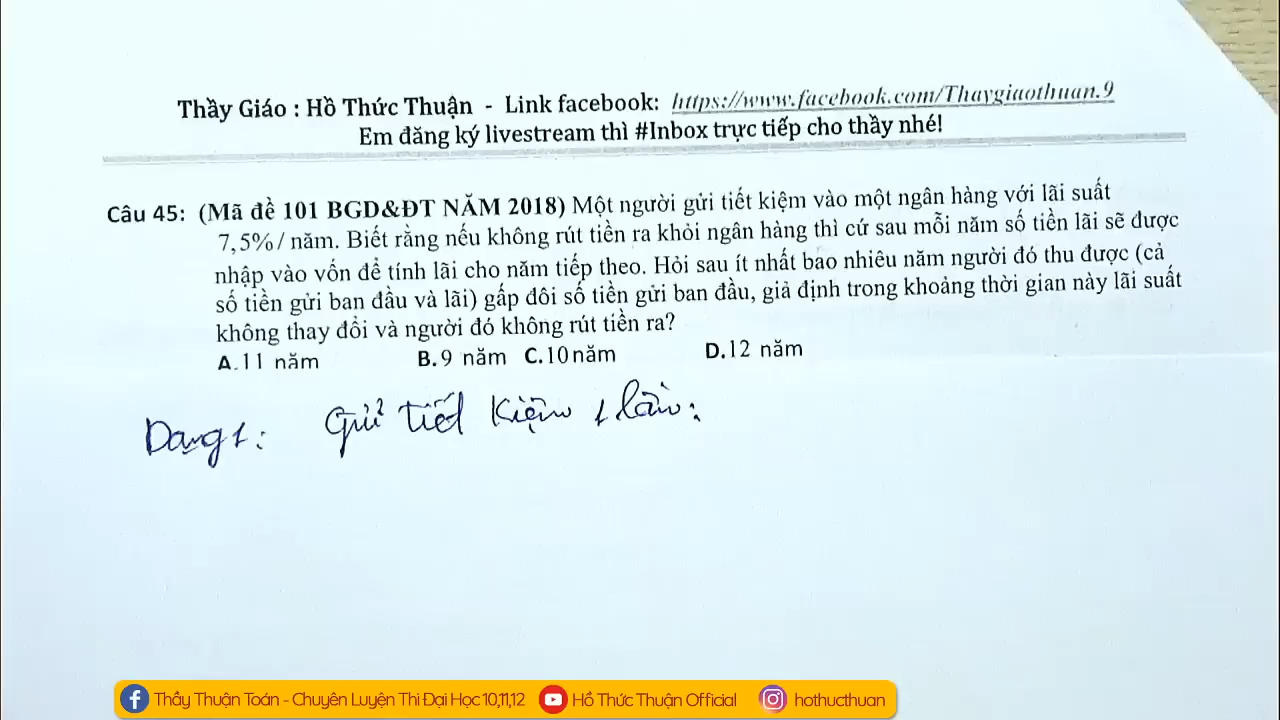 Thầy Giáo : Hồ Thức Thuận - Link facebook: https://www.facebook.com/Thaygiaothuan.9
Em đăng ký livestream thì #Inbox trực tiếp cho thầy nhé!
Câu 45: (Mã đề 101 BGD&ĐT NĂM 2018) Một người gửi tiết kiệm vào một ngân hàng với lãi suất
7,5% / năm. Biết rằng nếu không rút tiền ra khỏi ngân hàng thì cứ sau mỗi năm số tiền lãi sẽ được
nhập vào vốn để tính lãi cho năm tiếp theo. Hỏi sau ít nhất bao nhiêu năm người đó thu được (cả
số tiền gửi ban đầu và lãi) gấp đôi số tiền gửi ban đầu, giả định trong khoảng thời gian này lãi suất
không thay đổi và người đó không rút tiền ra?
A. 11 năm B. 9 năm C. 10 năm D. 12 năm
Dạng 1: Gửi tiết kiệm 1 lần:
Thầy Thuận Toán - Chuyên Luyện Thi Đại Học 10,11,12 Hồ Thức Thuận Official hothucthuan